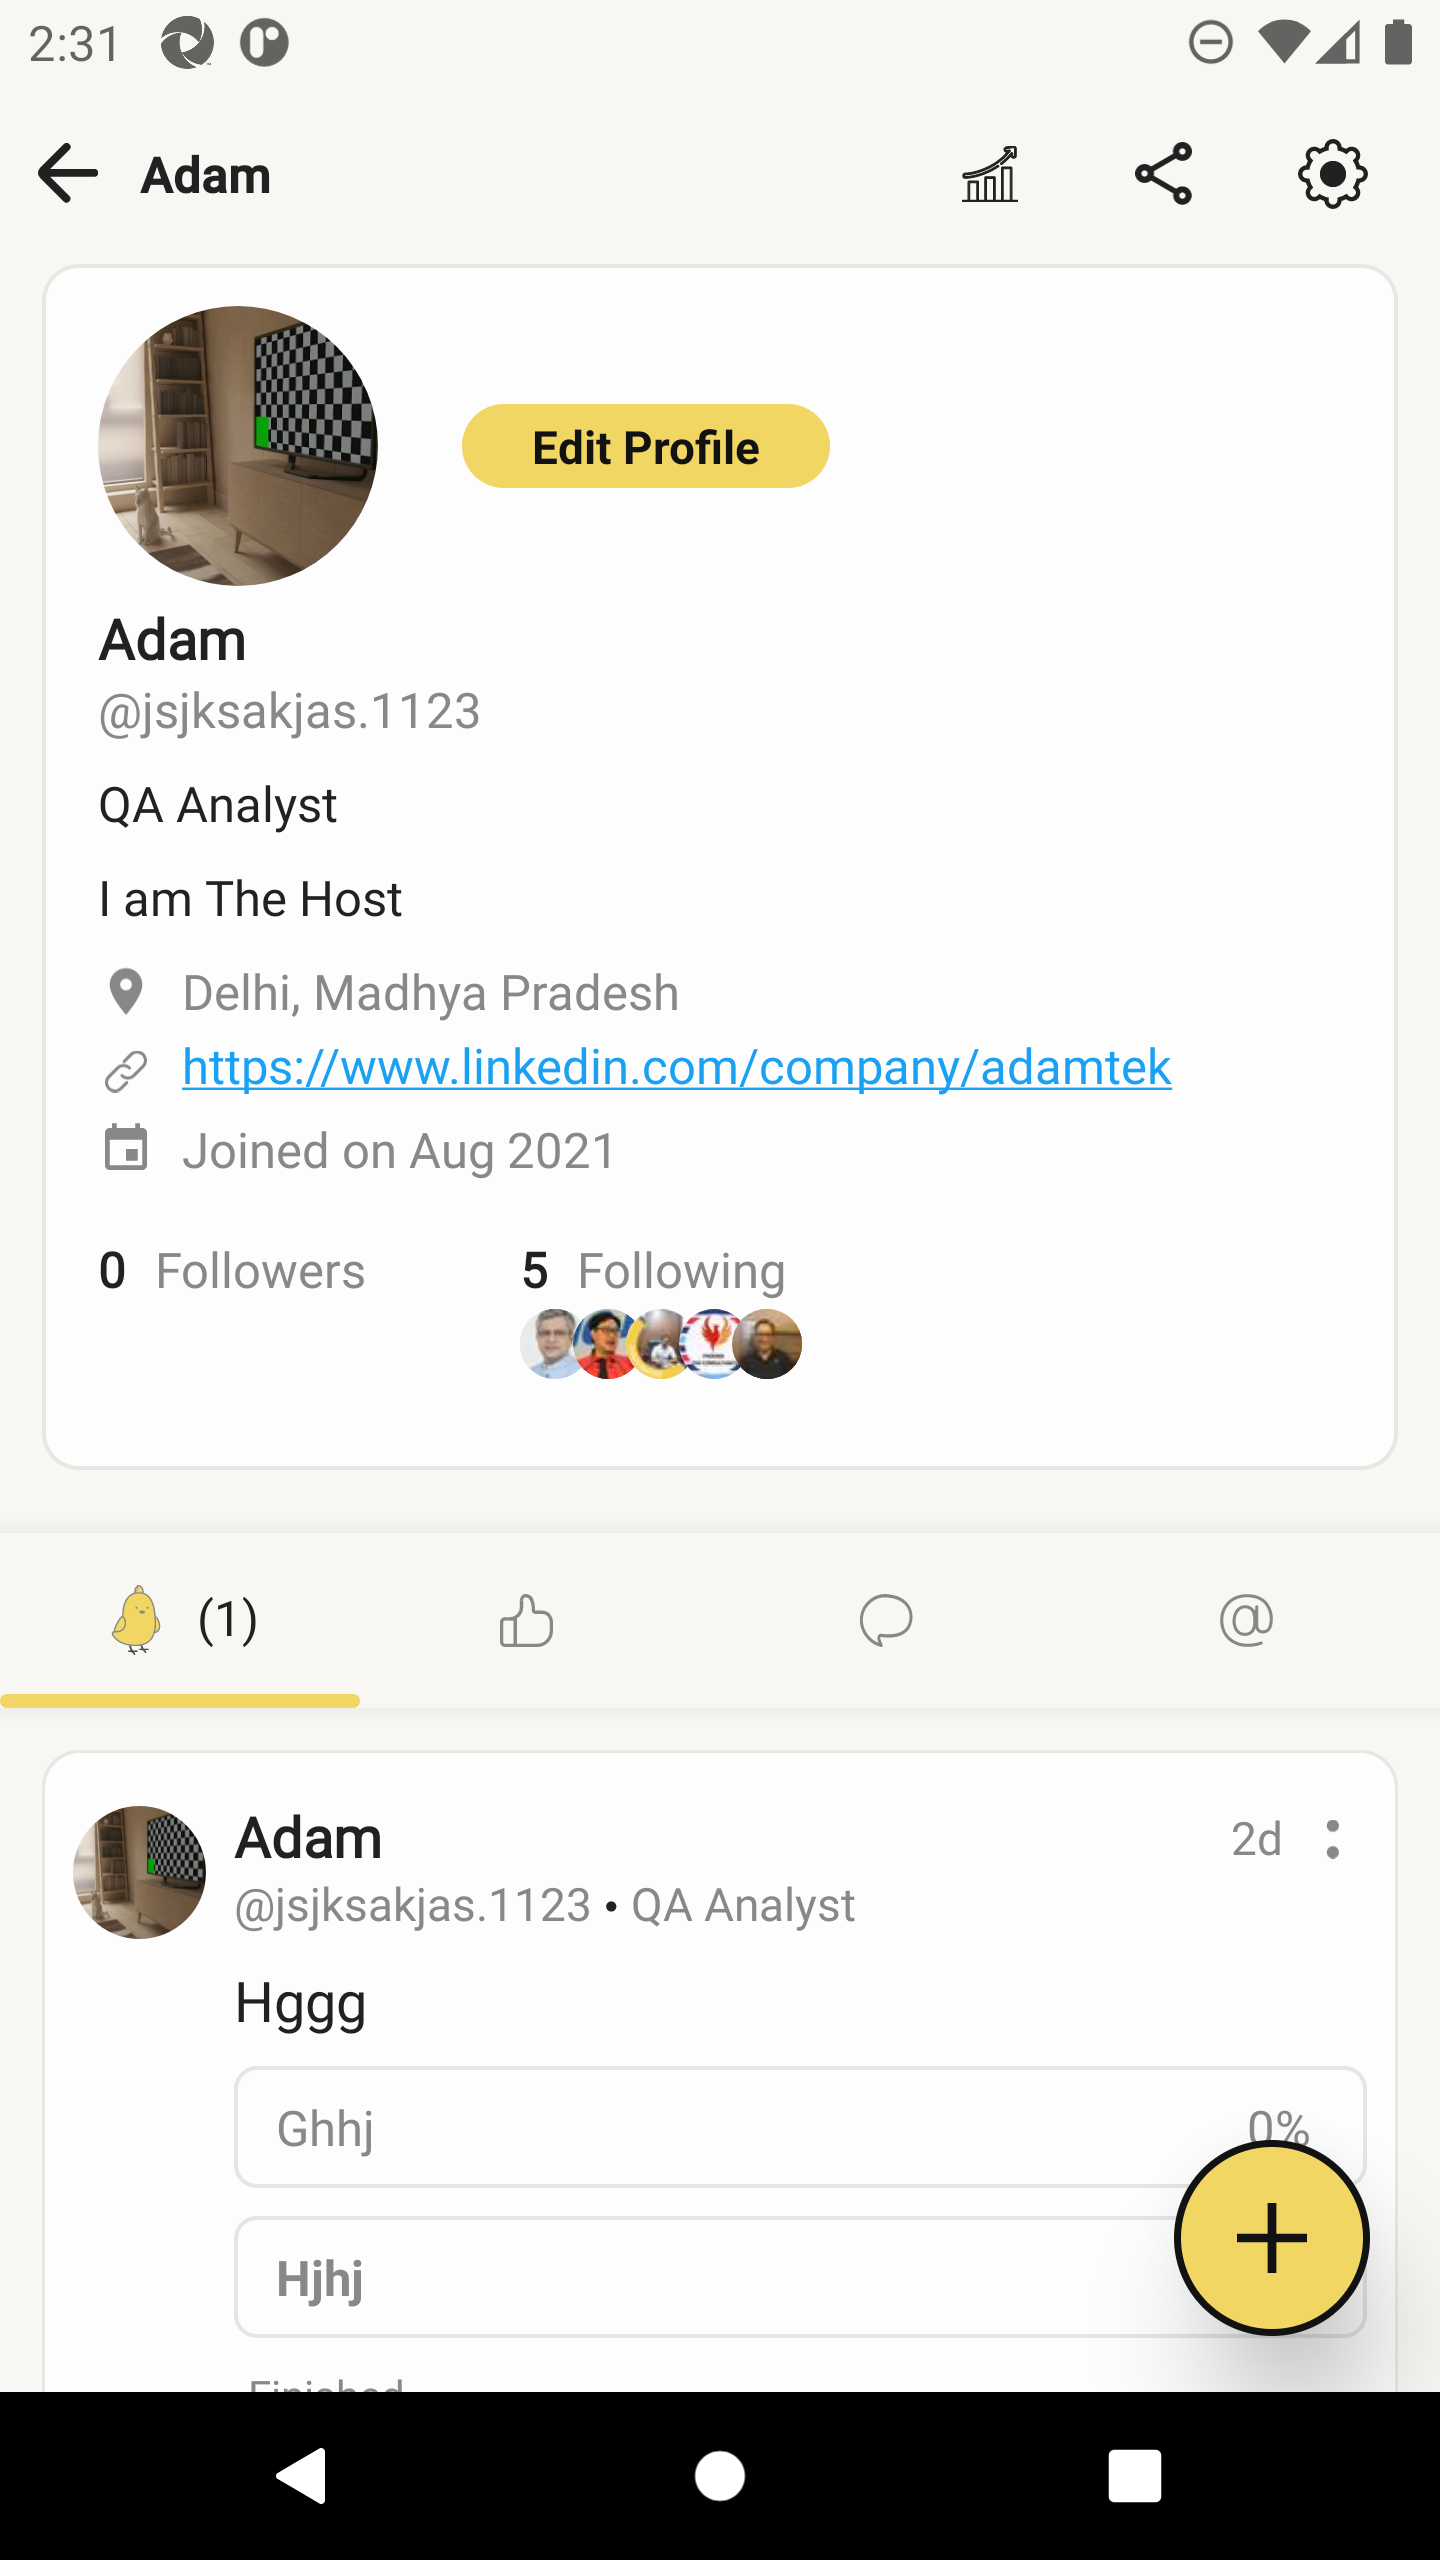 2:31
Adam
Edit Profile
Adam
@jsjksakjas.1123
QA Analyst
I am The Host
Delhi, Madhya Pradesh
https://www.linkedin.com/company/adamtek
Joined on Aug 2021
0 Followers 5 Following
(1)
Adam 2d
@jsjksakjas.1123 • QA Analyst
Hggg
Ghhj 0%
Hjhj
Finished